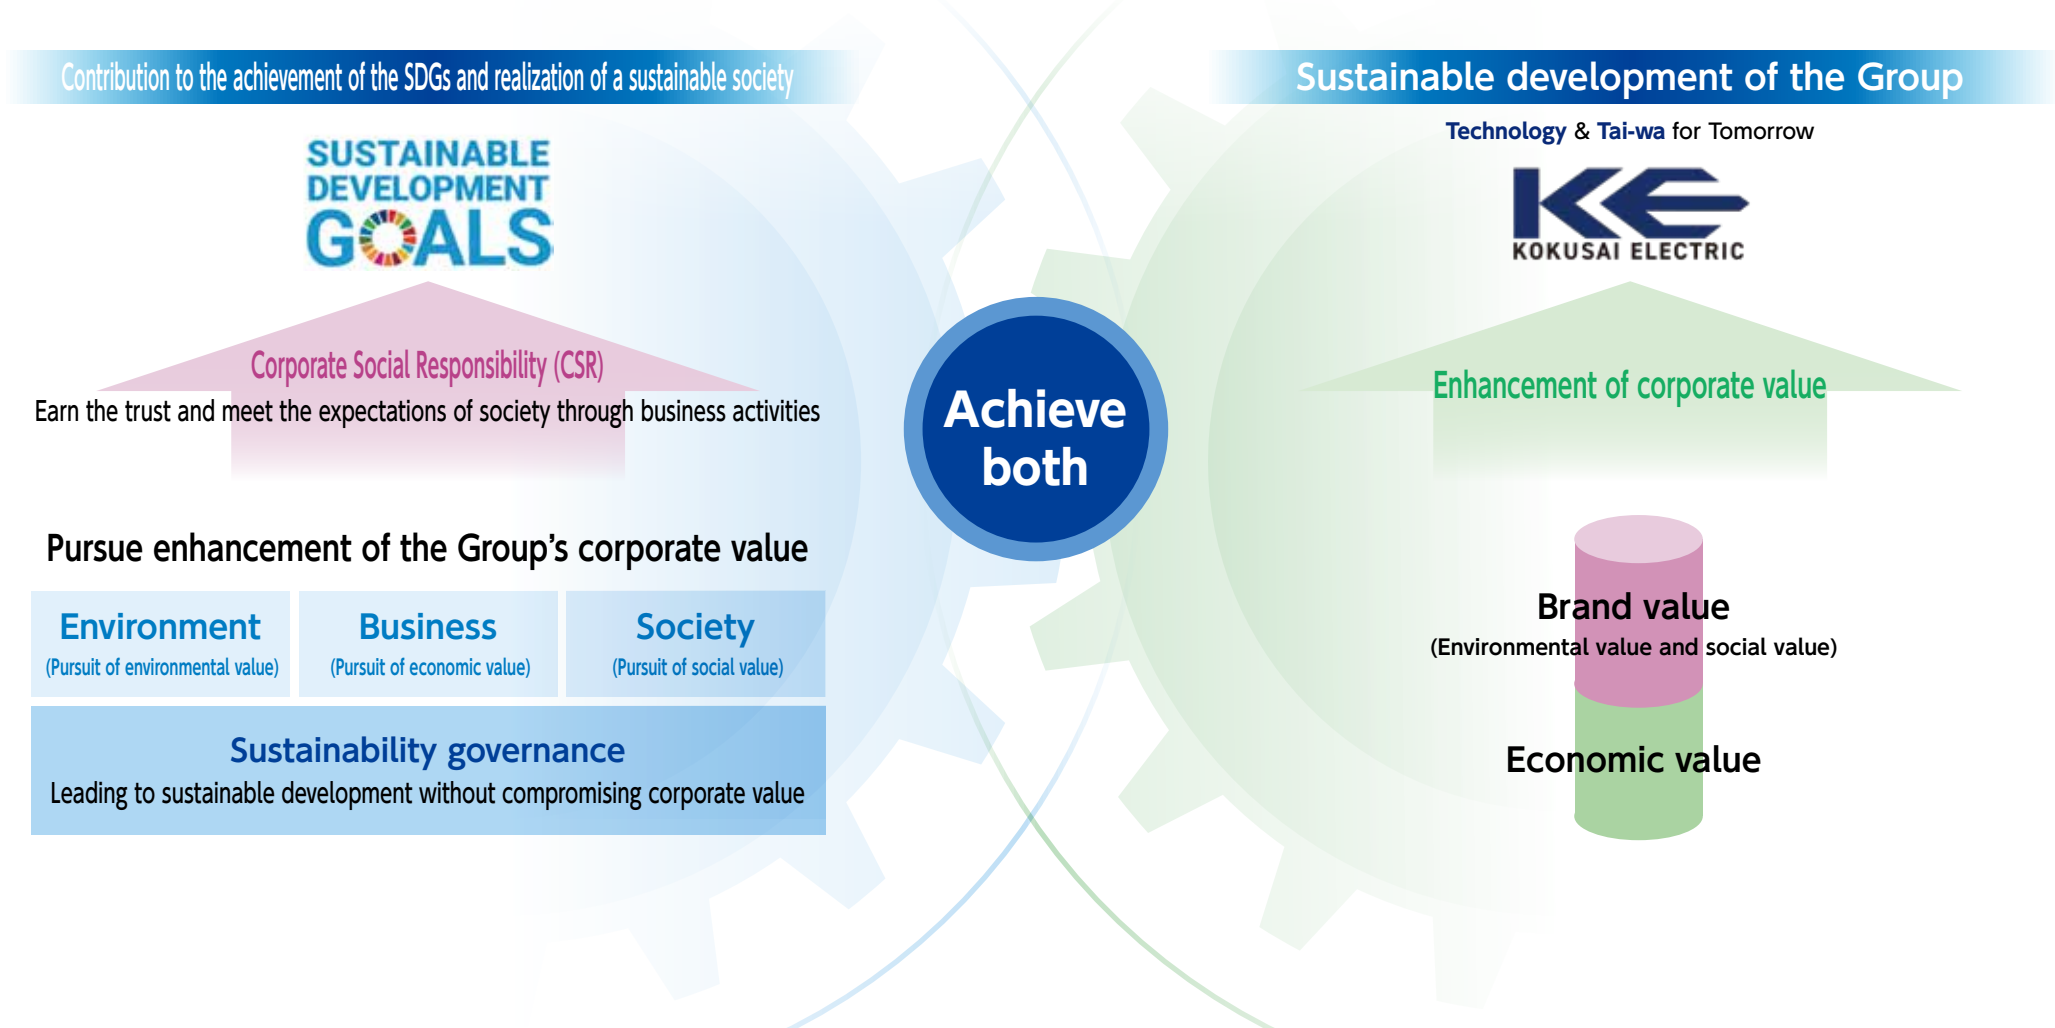 Contribution to the achievement of the SDGs and realization of a sustainable society
SUSTAINABLE
DEVELOPMENT
GOALS
Corporate Social Responsibility (CSR)
Earn the trust and meet the expectations of society through business activities
Pursue enhancement of the Group’s corporate value
Environment
(Pursuit of environmental value)
Business
(Pursuit of economic value)
Society
(Pursuit of social value)
Sustainability governance
Leading to sustainable development without compromising corporate value
Achieve
both
Sustainable development of the Group
Technology & Tai-wa for Tomorrow
KE
KOKUSAI ELECTRIC
Enhancement of corporate value
Brand value
(Environmental value and social value)
Economic value